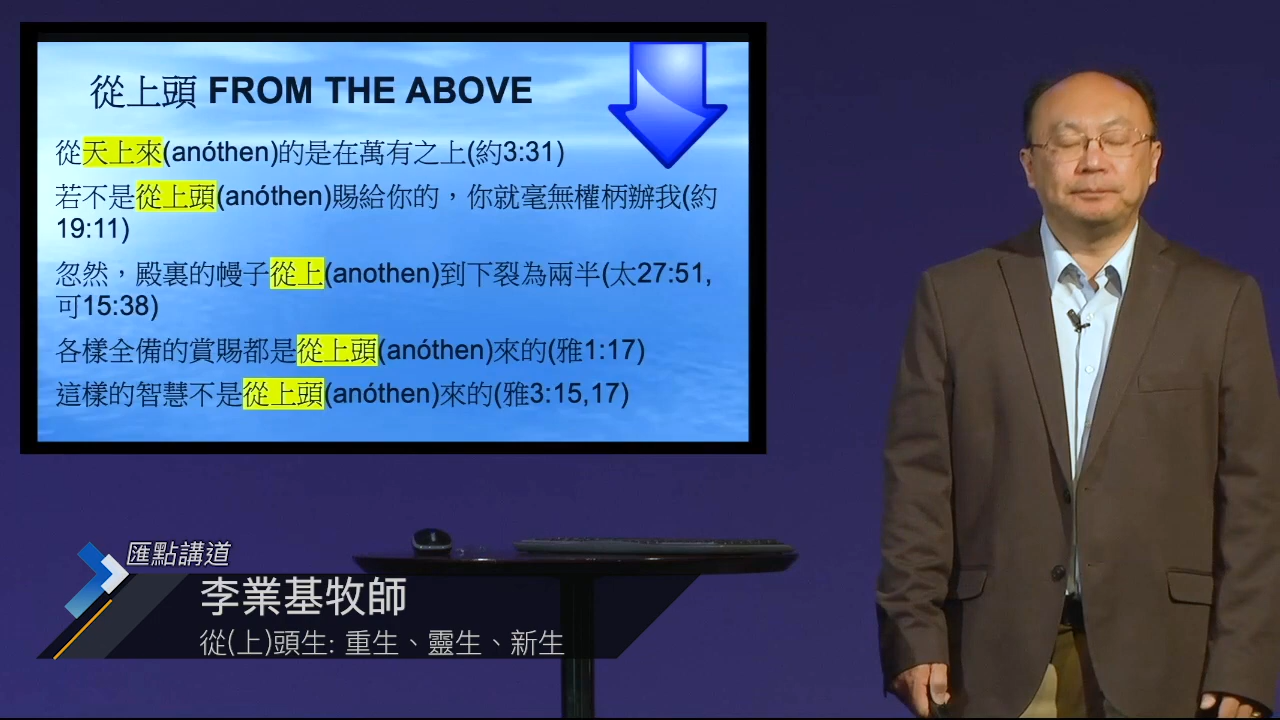 從上頭 FROM THE ABOVE
從天上來(anóthen)的是在萬有之上(約3:31)
若不是從上頭(anóthen)賜給你的，你就毫無權柄辦我(約
19:11)
忽然，殿裏的幔子從上(anothen)到下裂為兩半(太27:51,
可15:38)
各樣全備的賞賜都是從上頭(anóthen)來的(雅1:17)
這樣的智慧不是從上頭(anóthen)來的(雅3:15,17)
匯點講道
李業基牧師
從(上)頭生: 重生、靈生、新生